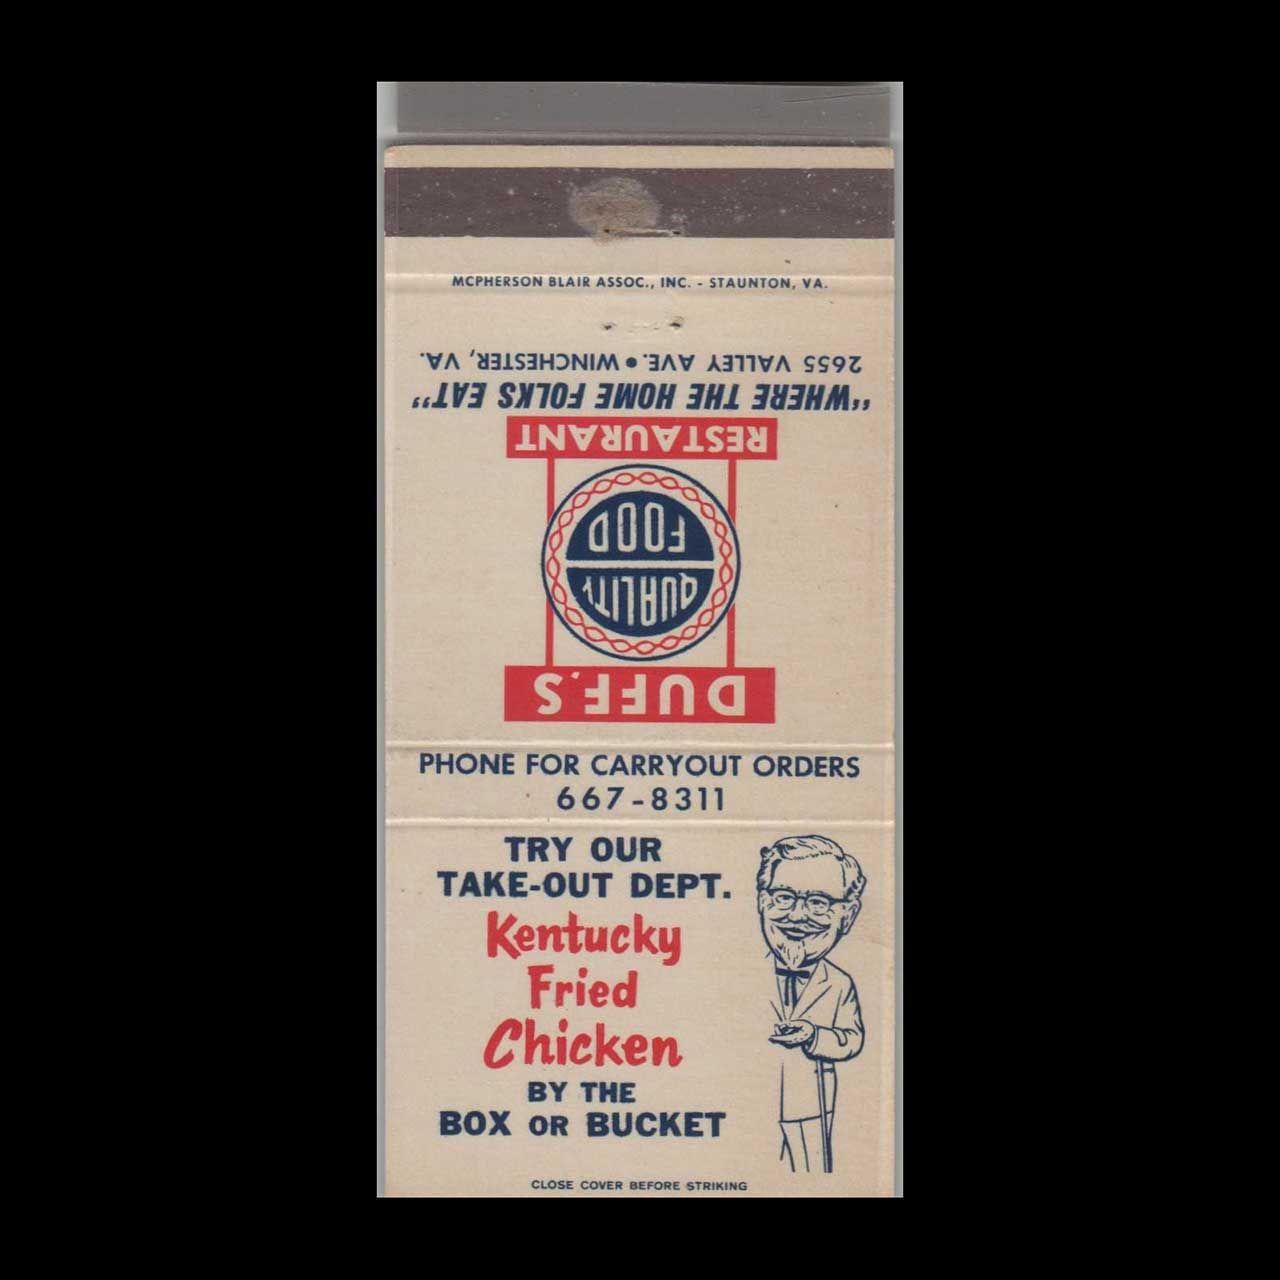 MCPHERSON BLAIR ASSOC., INC. - STAUNTON, VA.
DUFF'S
QUALITY
FOOD
RESTAURANT
"WHERE THE HOME FOLKS EAT"
2655 VALLEY AVE. • WINCHESTER, VA.
PHONE FOR CARRYOUT ORDERS
667-8311
TRY OUR
TAKE-OUT DEPT.
Kentucky
Fried
Chicken
BY THE
BOX OR BUCKET
CLOSE COVER BEFORE STRIKING